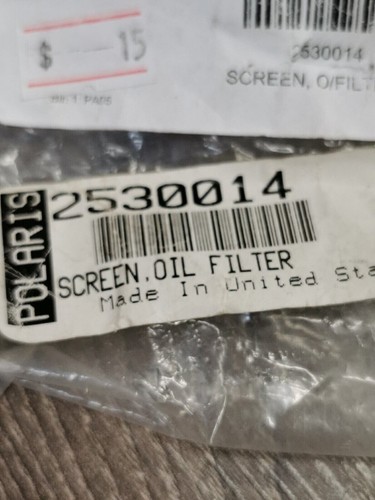 $ 15
2530014
SCREEN, O/FILT
POLARIS
2530014
SCREEN.OIL FILTER
Made In United Sta